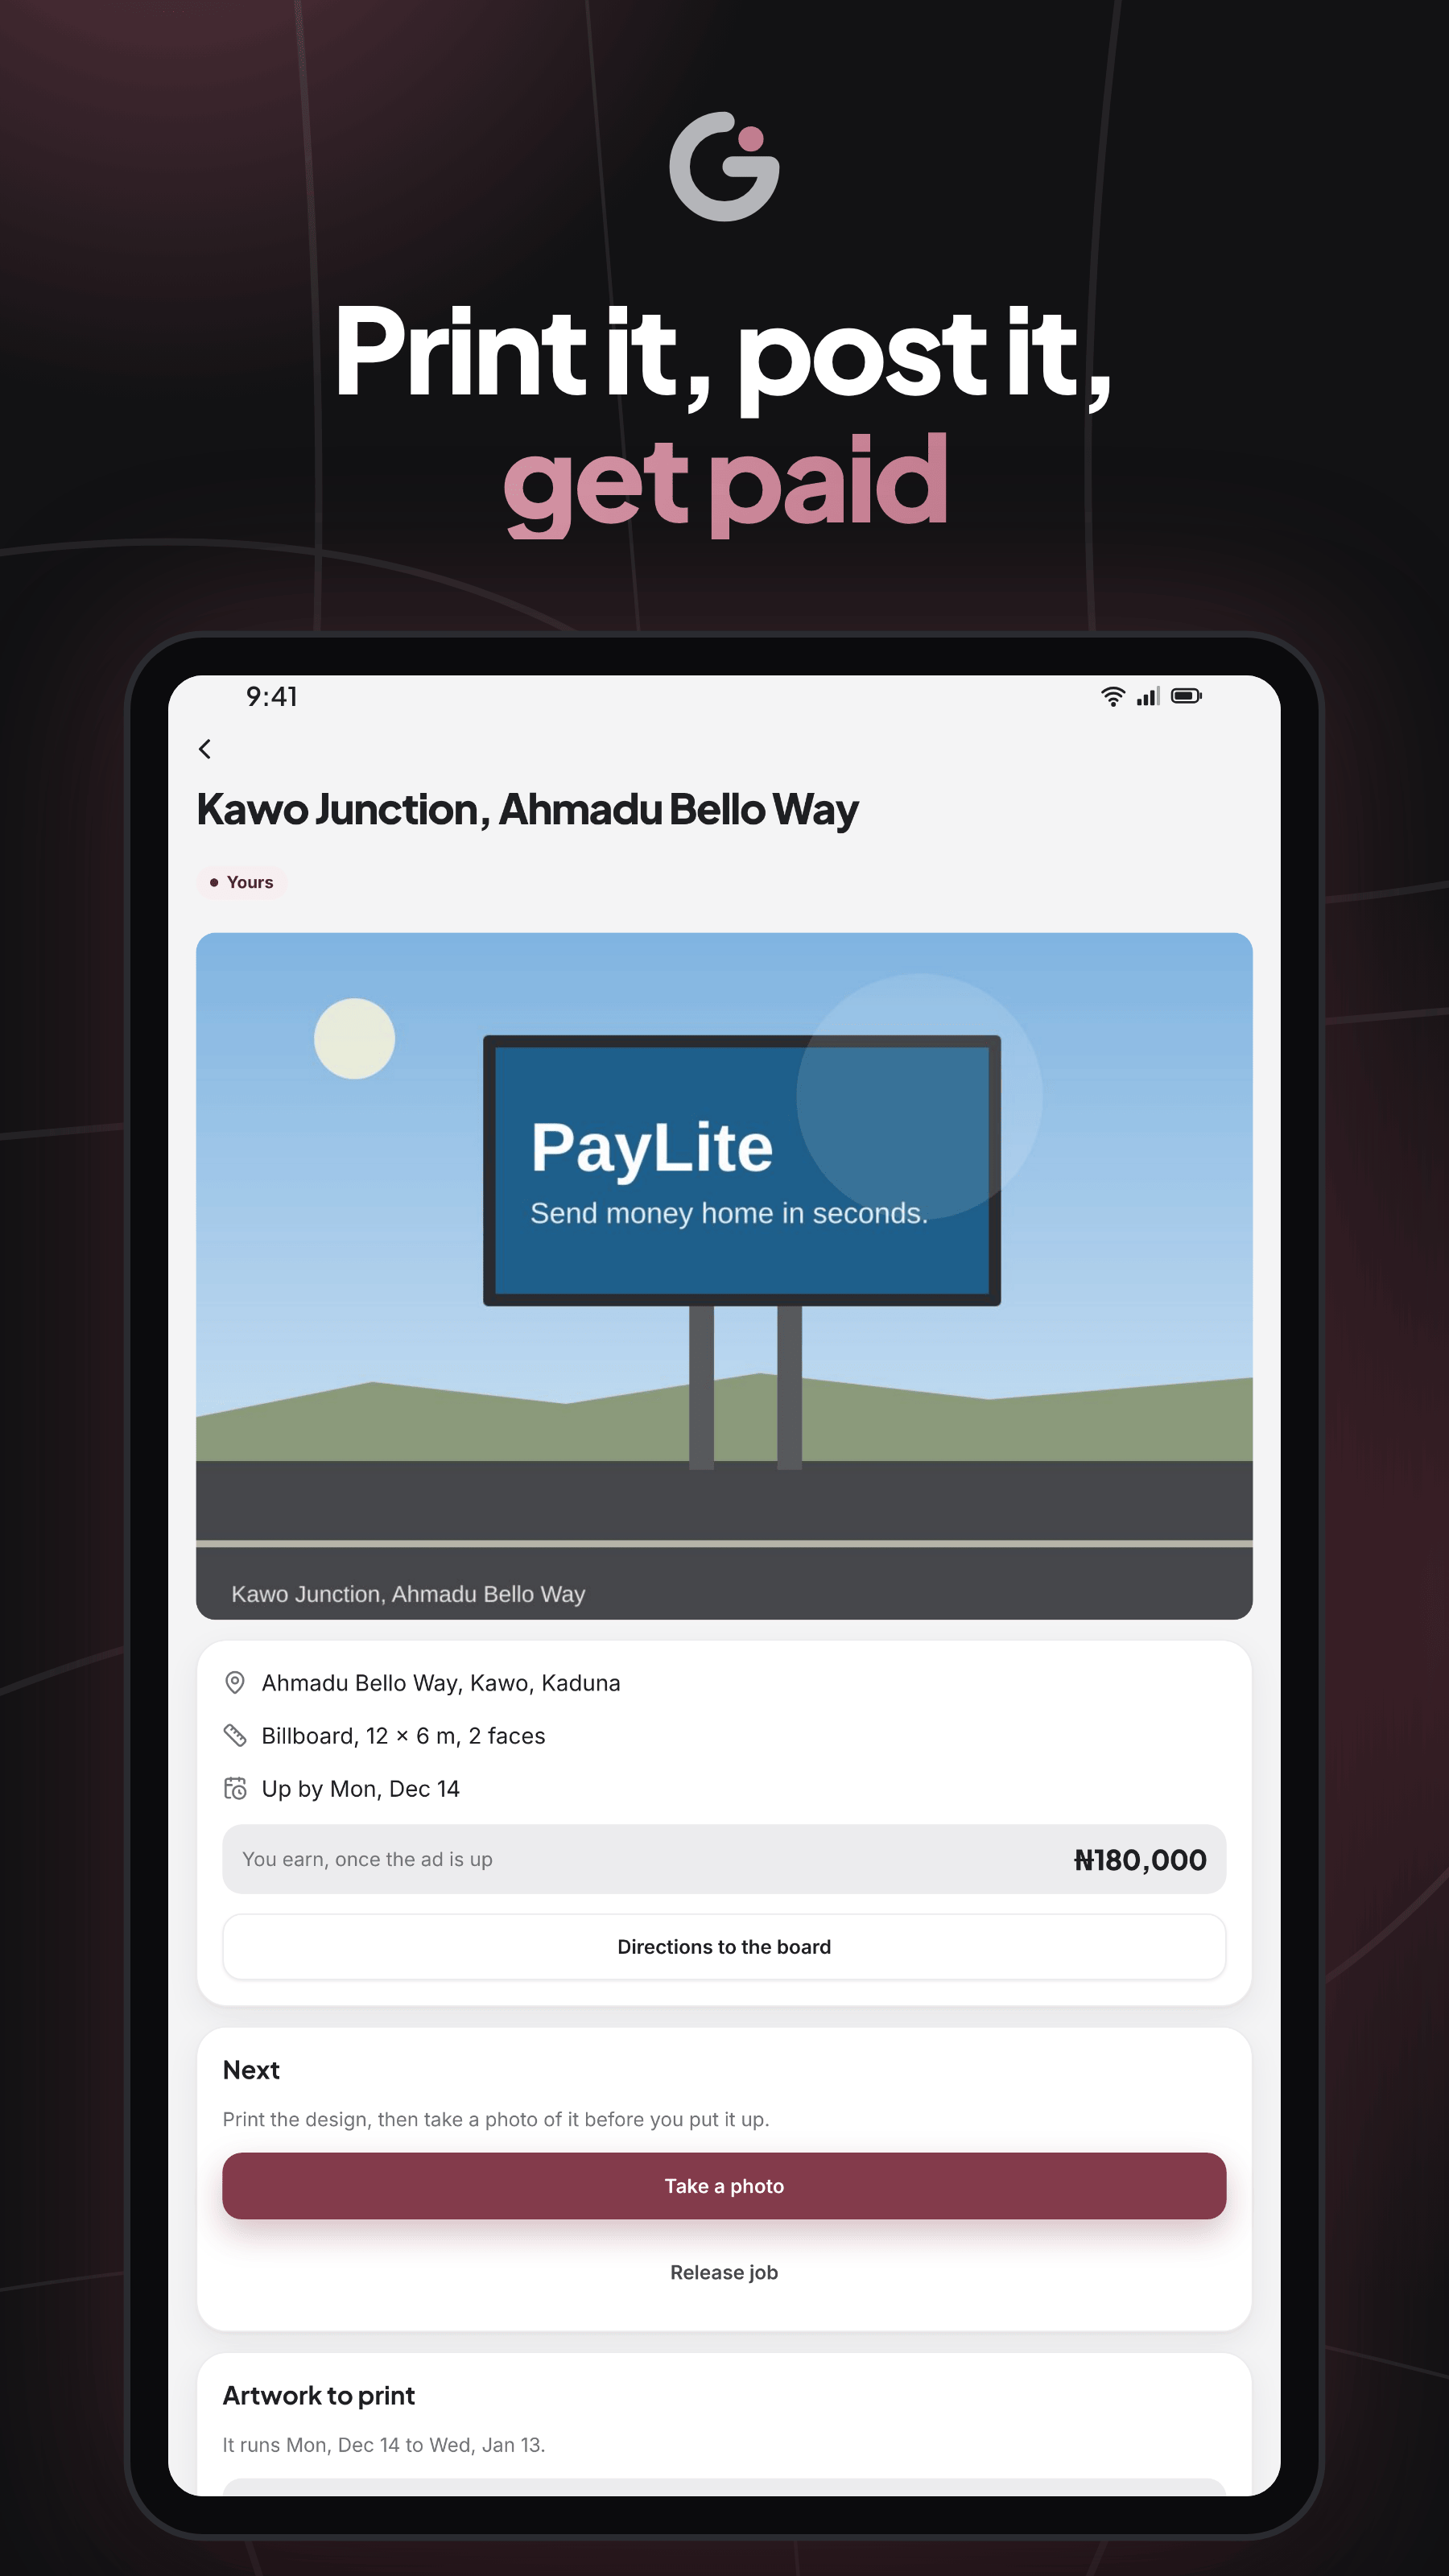 Print it, post it,
get paid
9:41
Kawo Junction, Ahmadu Bello Way
Yours
PayLite
Send money home in seconds.
Kawo Junction, Ahmadu Bello Way
Ahmadu Bello Way, Kawo, Kaduna
Billboard, 12 × 6 m, 2 faces
Up by Mon, Dec 14
You earn, once the ad is up
₦180,000
Directions to the board
Next
Print the design, then take a photo of it before you put it up.
Take a photo
Release job
Artwork to print
It runs Mon, Dec 14 to Wed, Jan 13.